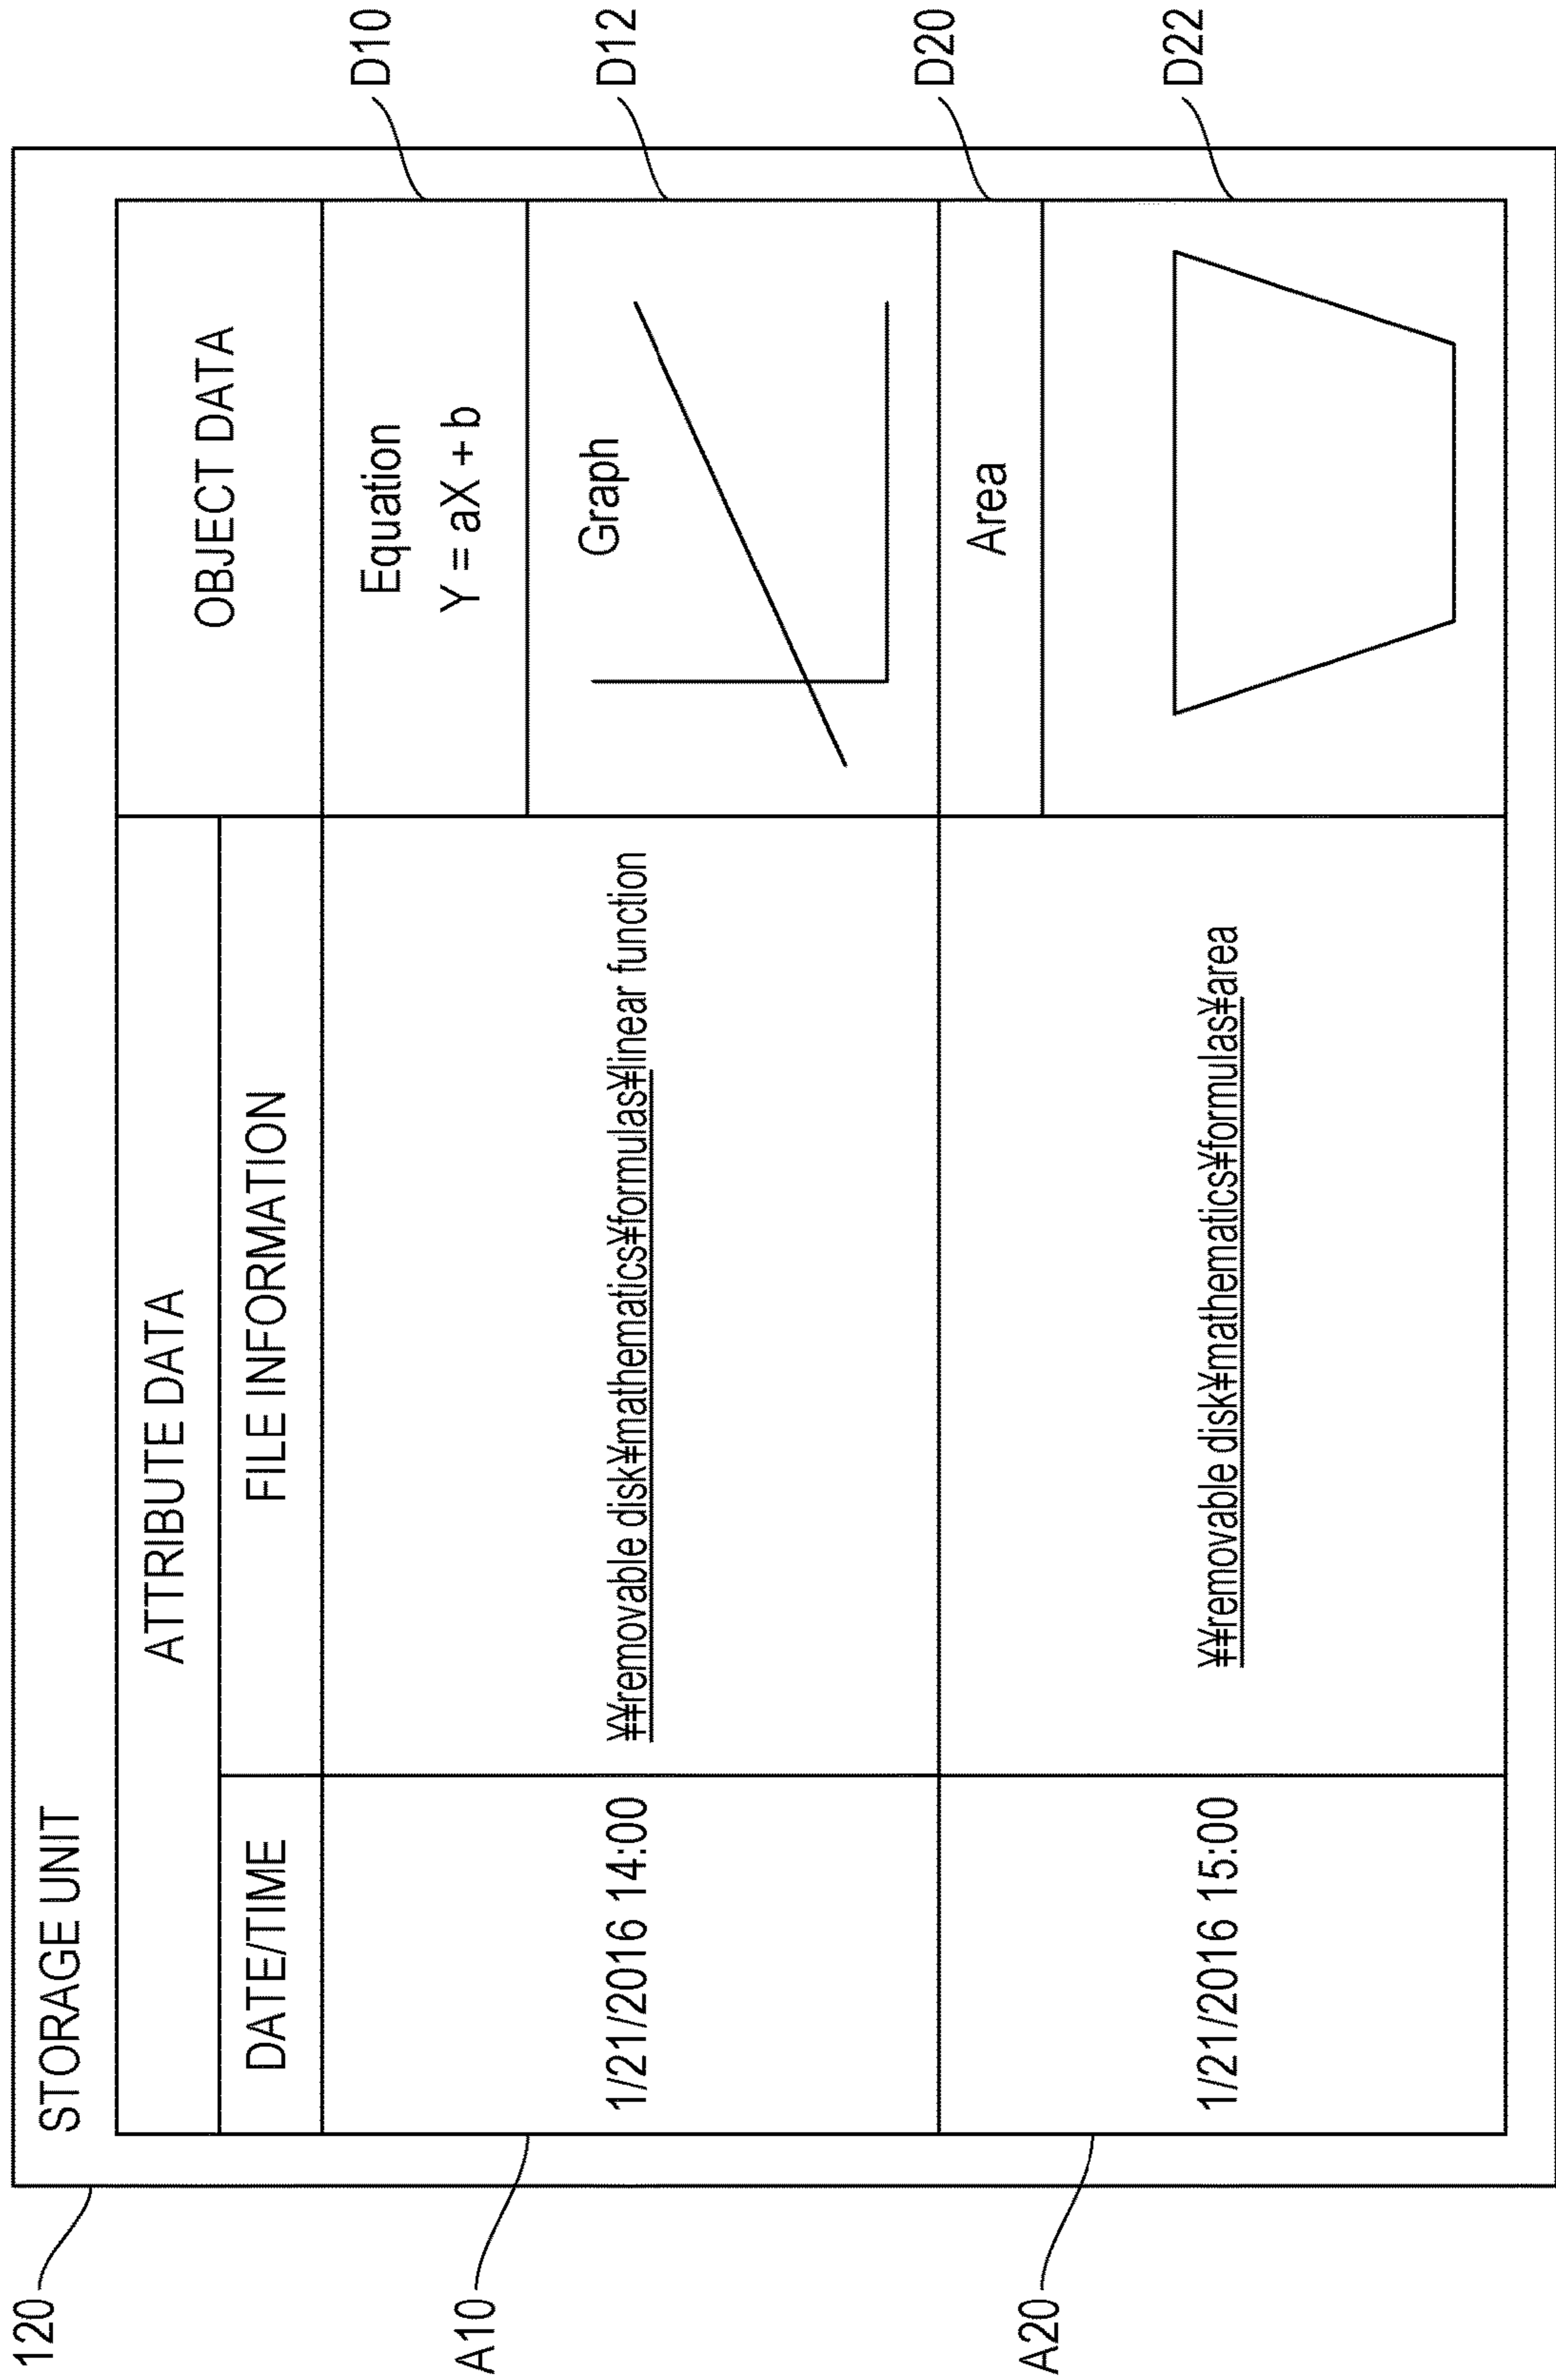 120
STORAGE UNIT
ATTRIBUTE DATA
OBJECT DATA
DATE/TIME
FILE INFORMATION
A10
1/21/2016 14:00
¥¥removable disk¥mathematics¥formulas¥linear function
Equation
Y = aX + b
D10
Graph
D12
A20
1/21/2016 15:00
¥¥removable disk¥mathematics¥formulas¥area
Area
D20
D22